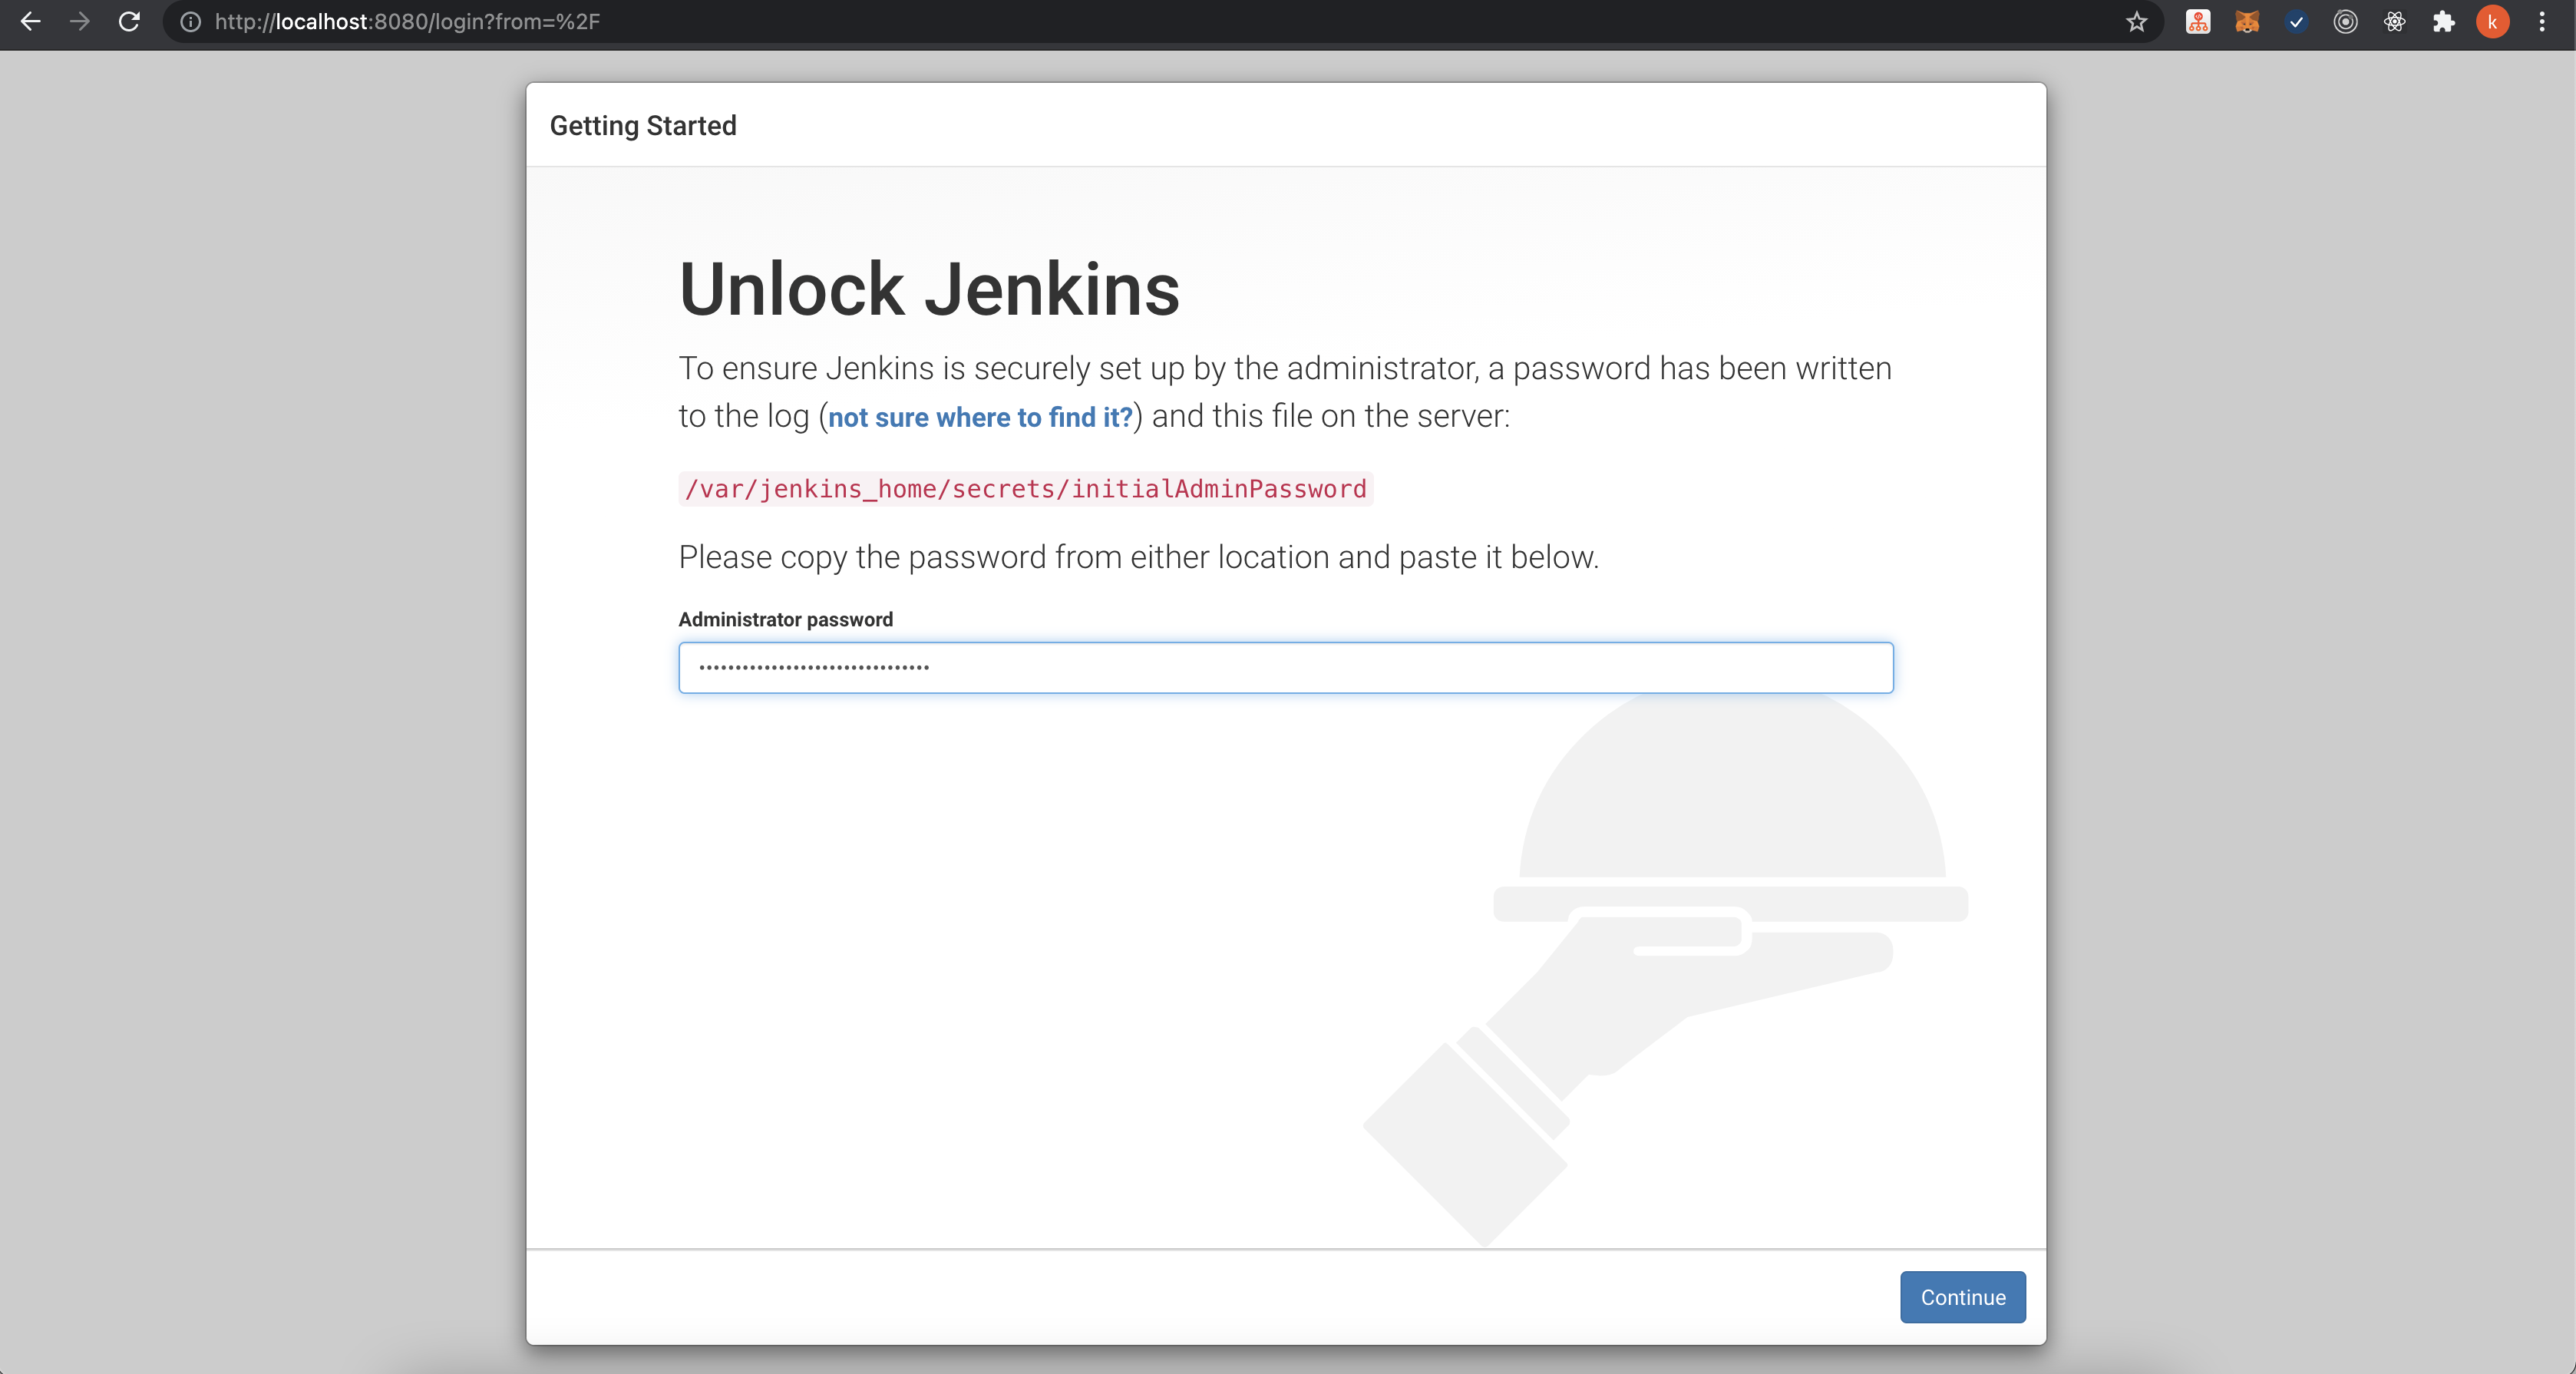 http://localhost:8080/login?from=%2F
k
Getting Started
Unlock Jenkins
To ensure Jenkins is securely set up by the administrator, a password has been written
to the log (not sure where to find it?) and this file on the server:
/var/jenkins_home/secrets/initialAdminPassword
Please copy the password from either location and paste it below.
Administrator password
••••••••••••••••••••••••••••••••
Continue